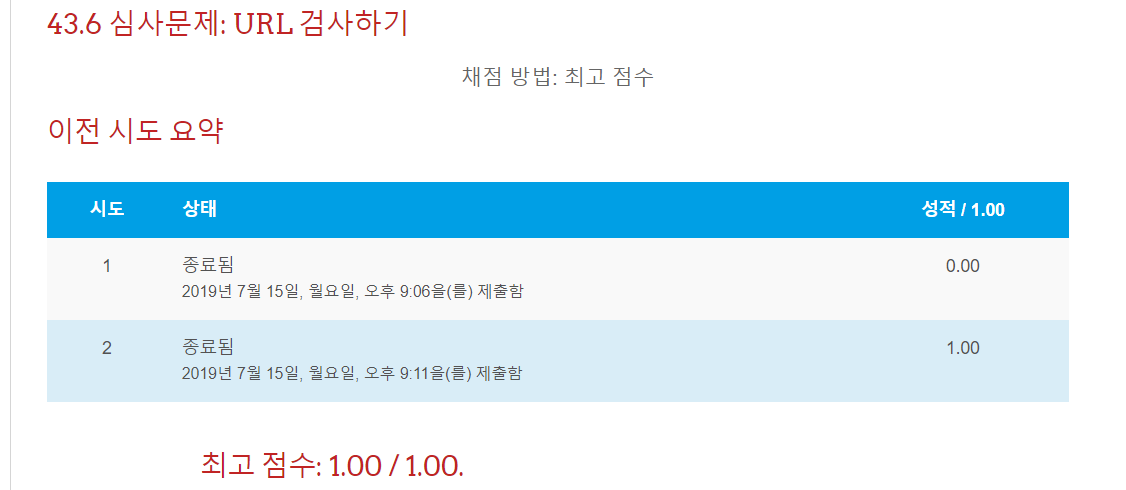 43.6 심사문제: URL 검사하기
채점 방법: 최고 점수
이전 시도 요약
시도 상태 성적 / 1.00
1 종료됨 0.00
2019년 7월 15일, 월요일, 오후 9:06을(를) 제출함
2 종료됨 1.00
2019년 7월 15일, 월요일, 오후 9:11을(를) 제출함
최고 점수: 1.00 / 1.00.